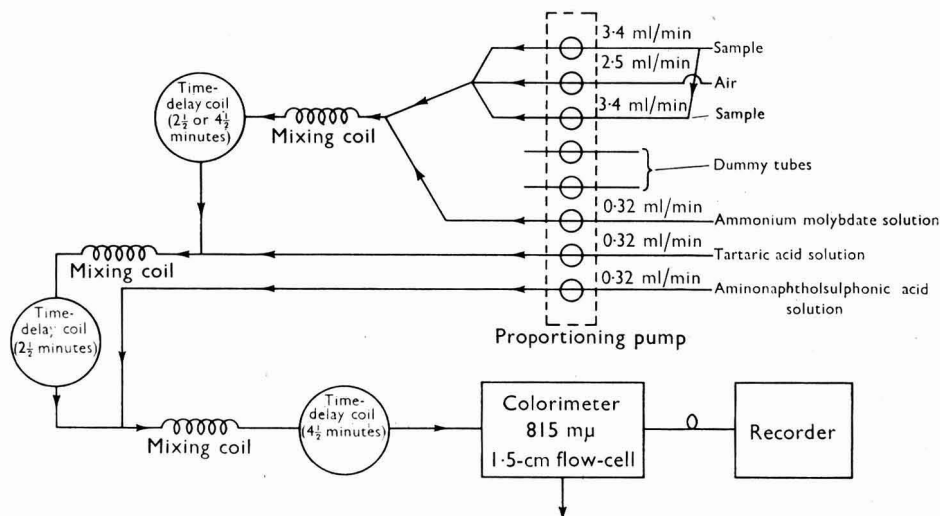 3·4 ml/min
Sample
2·5 ml/min
Air
3·4 ml/min
Sample
Time-
delay coil
(2½ or 4½
minutes)
Mixing coil
Dummy tubes
0·32 ml/min
Ammonium molybdate solution
0·32 ml/min
Tartaric acid solution
Mixing coil
0·32 ml/min
Aminonaphtholsulphonic acid
solution
Time-
delay coil
(2½ minutes)
Proportioning pump
Mixing coil
Time-
delay coil
(4½ minutes)
Colorimeter
815 mμ
1·5-cm flow-cell
Recorder